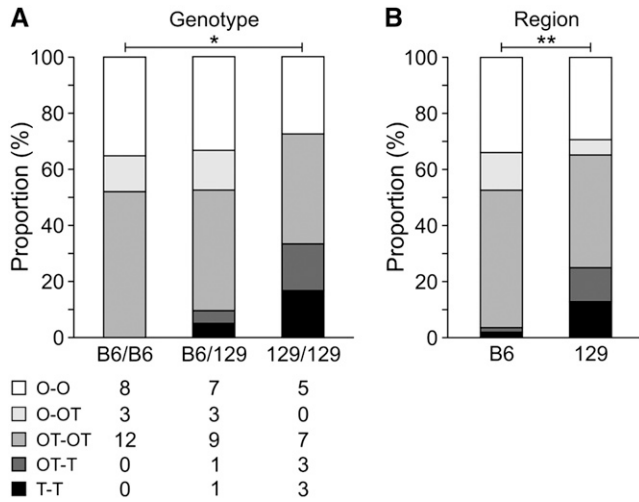 A
Genotype
*
B
Region
**
Proportion (%)
100
80
60
40
20
0
B6/B6 B6/129 129/129
Proportion (%)
100
80
60
40
20
0
B6 129
O-O 8 7 5
O-OT 3 3 0
OT-OT 12 9 7
OT-T 0 1 3
T-T 0 1 3